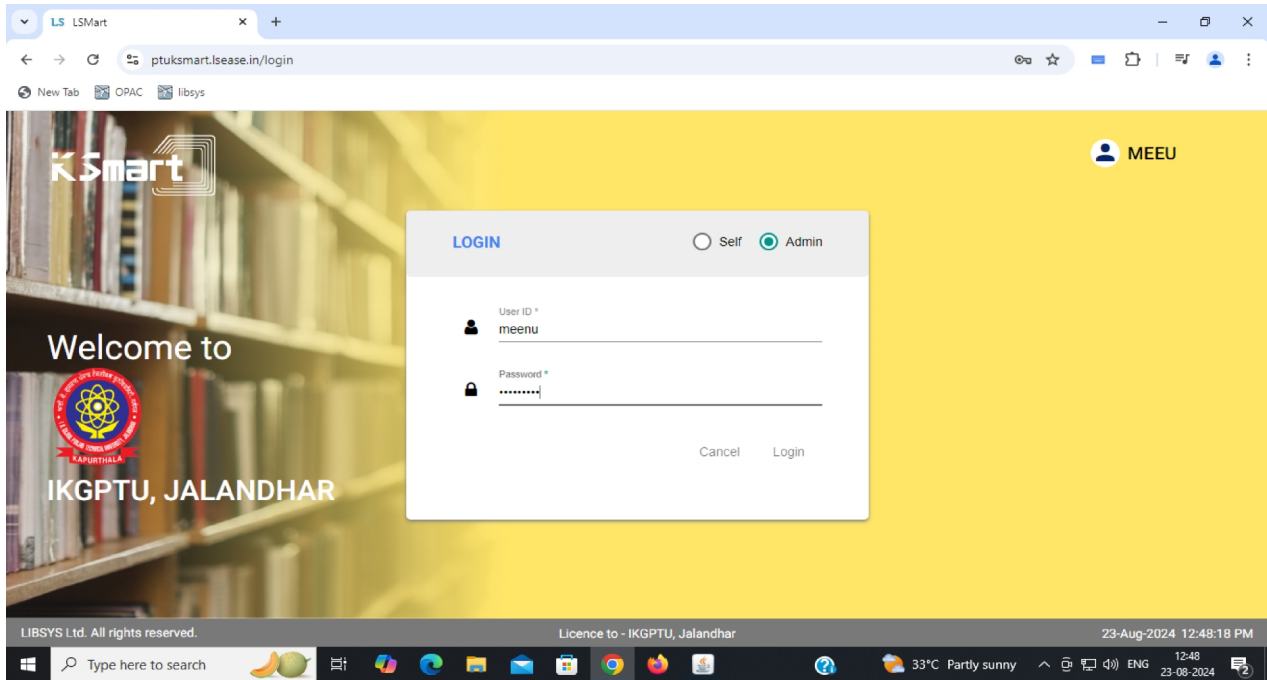 LS LSMart
ptuksmart.lsease.in/login
New Tab OPAC libsys
KSmart
MEEU
LOGIN
Self Admin
User ID *
meenu
Password *
•••••••••
Cancel Login
Welcome to
KAPURTHALA
IKGPTU, JALANDHAR
LIBSYS Ltd. All rights reserved. Licence to - IKGPTU, Jalandhar 23-Aug-2024 12:48:18 PM
Type here to search 33°C Partly sunny ENG 12:48
23-08-2024 2